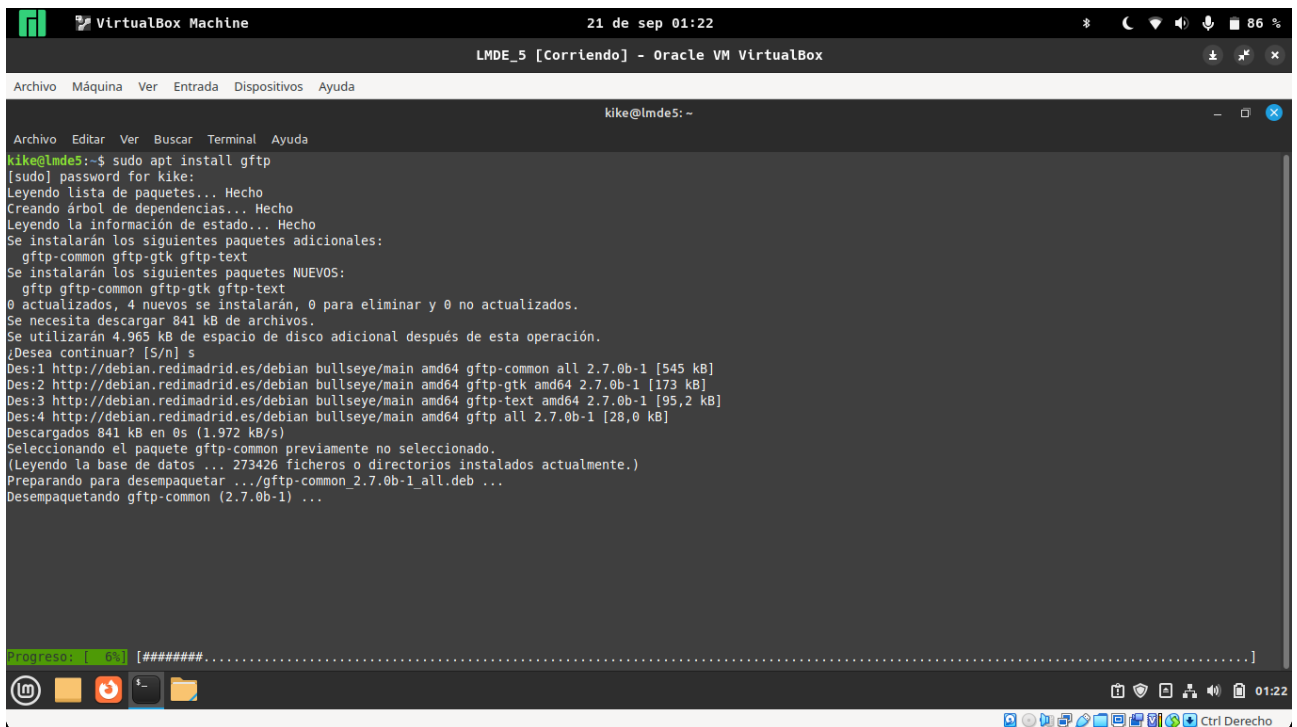 VirtualBox Machine 21 de sep 01:22 86 %
LMDE_5 [Corriendo] - Oracle VM VirtualBox
Archivo Máquina Ver Entrada Dispositivos Ayuda
kike@lmde5: ~
Archivo Editar Ver Buscar Terminal Ayuda
kike@lmde5:~$ sudo apt install gftp
[sudo] password for kike:
Leyendo lista de paquetes... Hecho
Creando árbol de dependencias... Hecho
Leyendo la información de estado... Hecho
Se instalarán los siguientes paquetes adicionales:
gftp-common gftp-gtk gftp-text
Se instalarán los siguientes paquetes NUEVOS:
gftp gftp-common gftp-gtk gftp-text
0 actualizados, 4 nuevos se instalarán, 0 para eliminar y 0 no actualizados.
Se necesita descargar 841 kB de archivos.
Se utilizarán 4.965 kB de espacio de disco adicional después de esta operación.
¿Desea continuar? [S/n] s
Des:1 http://debian.redimadrid.es/debian bullseye/main amd64 gftp-common all 2.7.0b-1 [545 kB]
Des:2 http://debian.redimadrid.es/debian bullseye/main amd64 gftp-gtk amd64 2.7.0b-1 [173 kB]
Des:3 http://debian.redimadrid.es/debian bullseye/main amd64 gftp-text amd64 2.7.0b-1 [95,2 kB]
Des:4 http://debian.redimadrid.es/debian bullseye/main amd64 gftp all 2.7.0b-1 [28,0 kB]
Descargados 841 kB en 0s (1.972 kB/s)
Seleccionando el paquete gftp-common previamente no seleccionado.
(Leyendo la base de datos ... 273426 ficheros o directorios instalados actualmente.)
Preparando para desempaquetar .../gftp-common_2.7.0b-1_all.deb ...
Desempaquetando gftp-common (2.7.0b-1) ...
Progreso: [  6%] [########............................................................................................................................................]
01:22
Ctrl Derecho